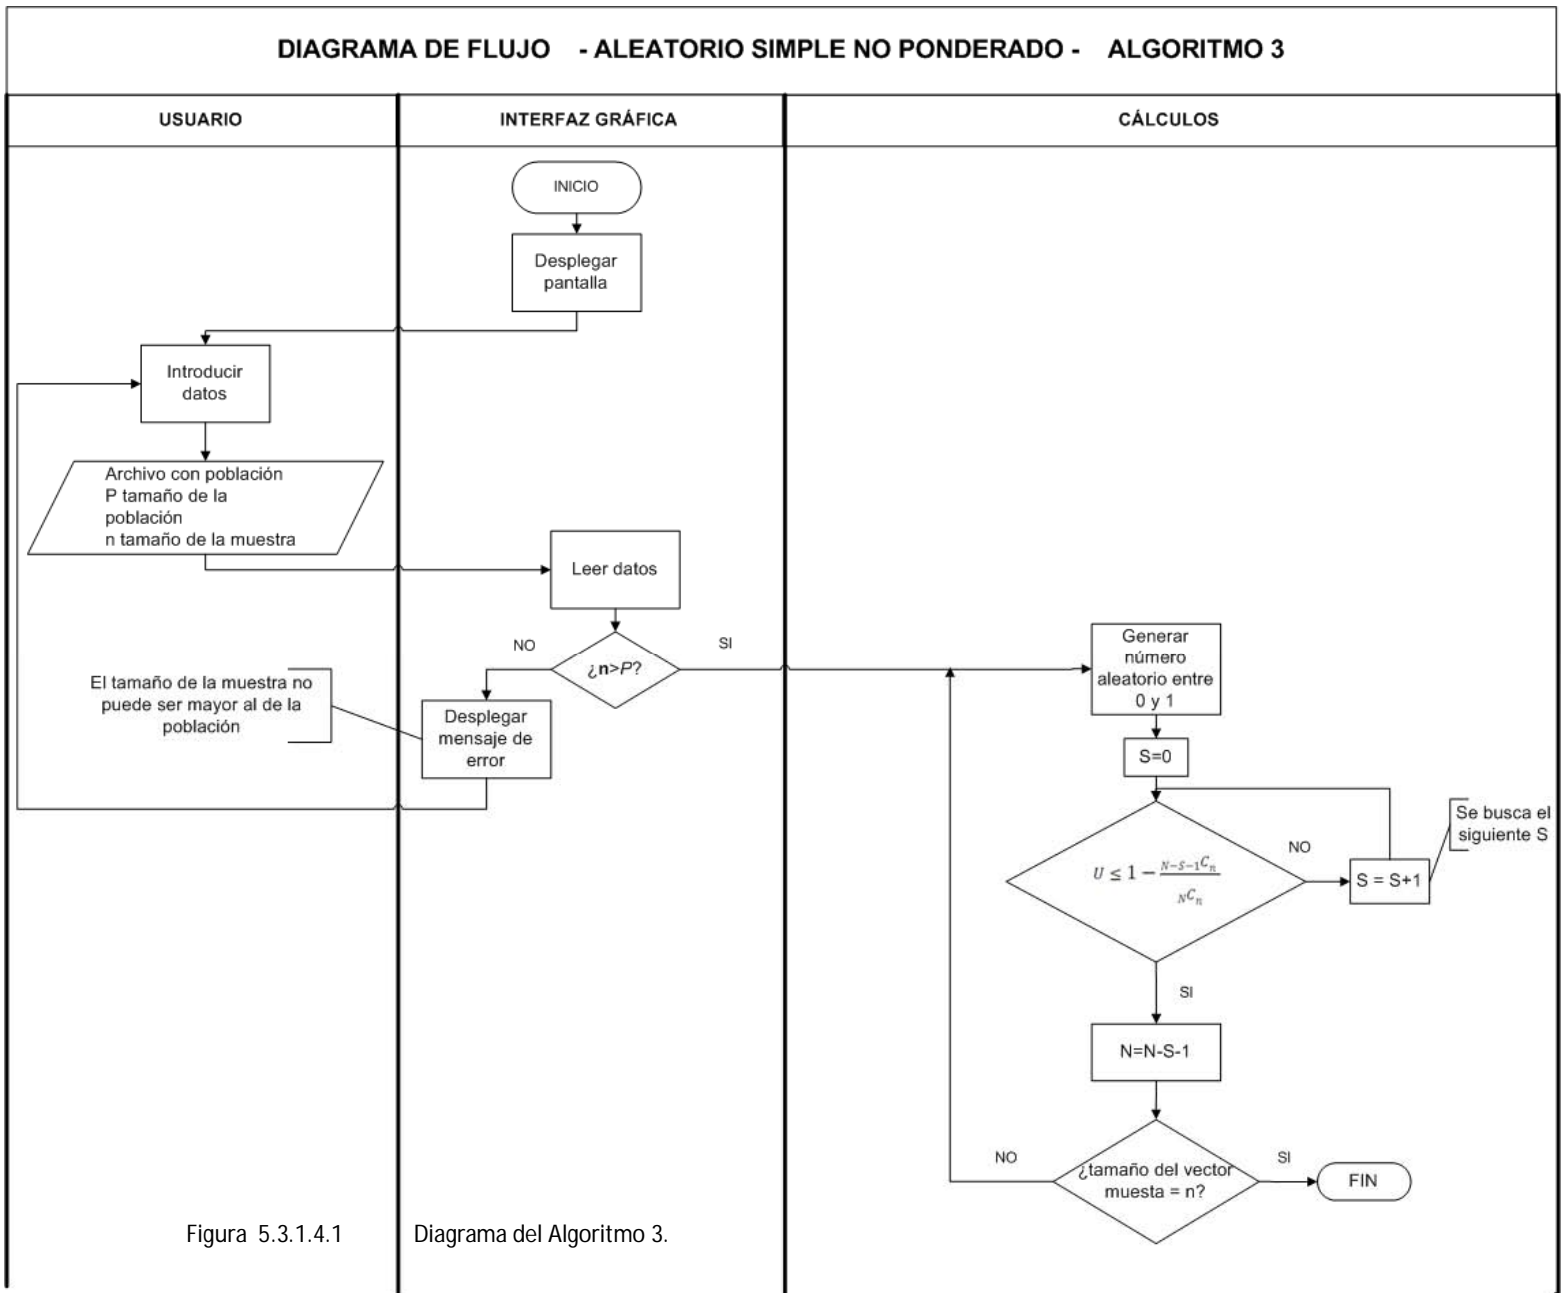 DIAGRAMA DE FLUJO - ALEATORIO SIMPLE NO PONDERADO - ALGORITMO 3
USUARIO
INTERFAZ GRÁFICA
CÁLCULOS
INICIO
Desplegar
pantalla
Introducir
datos
Archivo con población
P tamaño de la
población
n tamaño de la muestra
Leer datos
¿n>P?
NO
SI
El tamaño de la muestra no
puede ser mayor al de la
población
Desplegar
mensaje de
error
Generar
número
aleatorio entre
0 y 1
S=0
U ≤ 1 − N−S−1Cn / NCn
NO
S = S+1
Se busca el
siguiente S
SI
N=N-S-1
¿tamaño del vector
muesta = n?
NO
SI
FIN
Figura 5.3.1.4.1 Diagrama del Algoritmo 3.